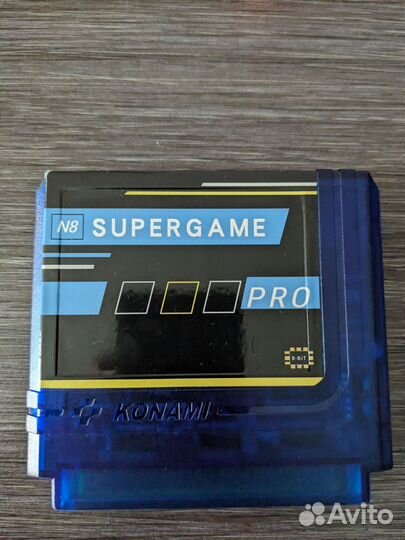 N8 SUPERGAME
PRO
8-BIT
KONAMI
Avito